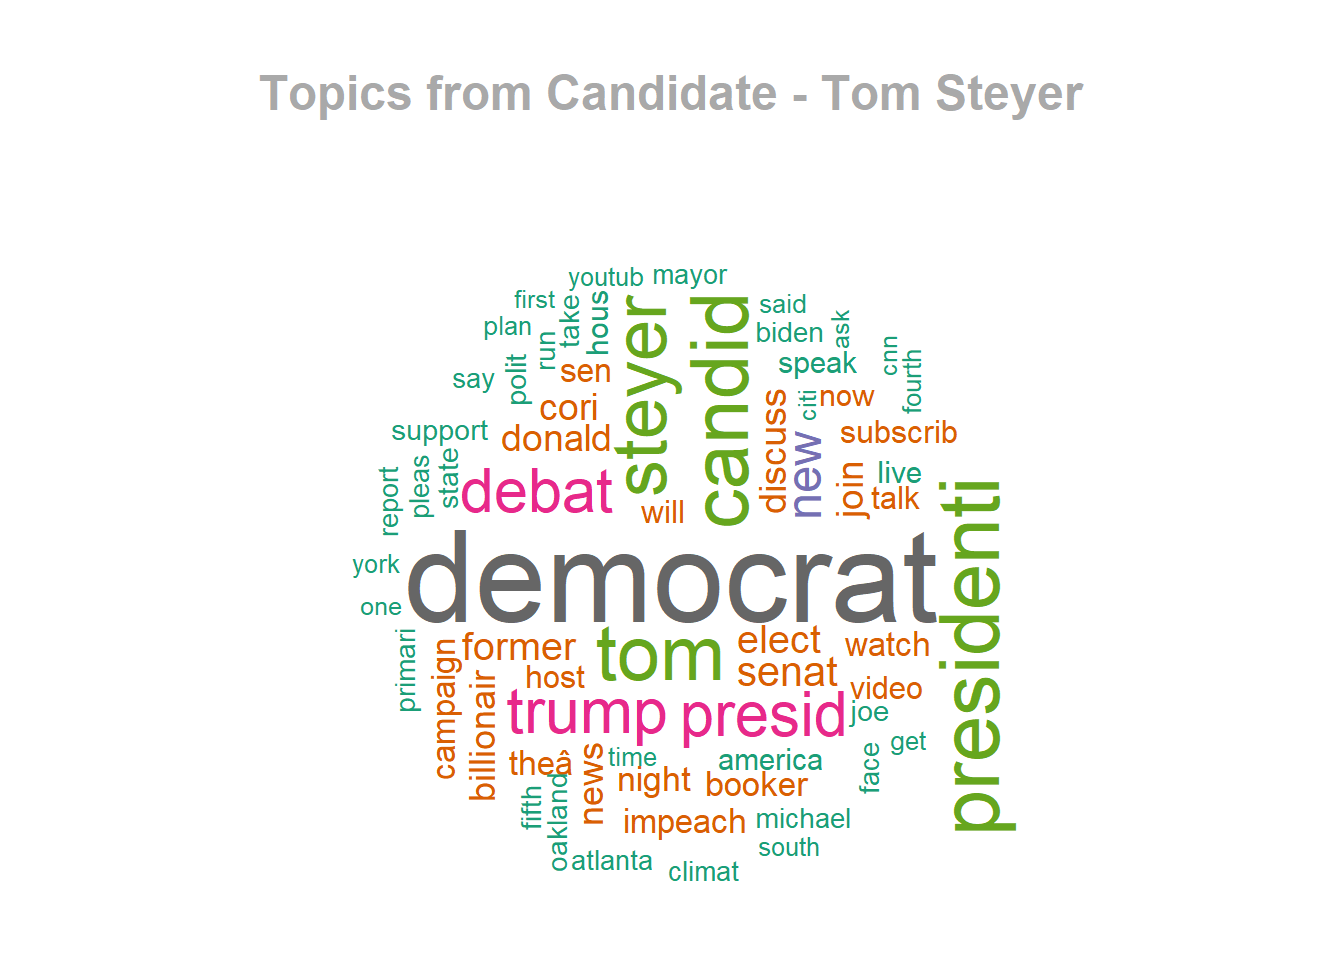 Topics from Candidate - Tom Steyer
youtub
mayor
first
take
hous
steyer
candid
said
plan
run
biden
ask
cnn
fourth
say
polit
sen
speak
cori
discuss
citi
now
support
donald
new
subscrib
report
pleas
state
debat
will
join
live
talk
presidenti
york
democrat
one
primari
campaign
former
tom
elect
watch
host
senat
billionair
trump
presid
video
joe
theâ
news
time
america
face
get
fifth
oakland
night
booker
impeach
michael
atlanta
climat
south